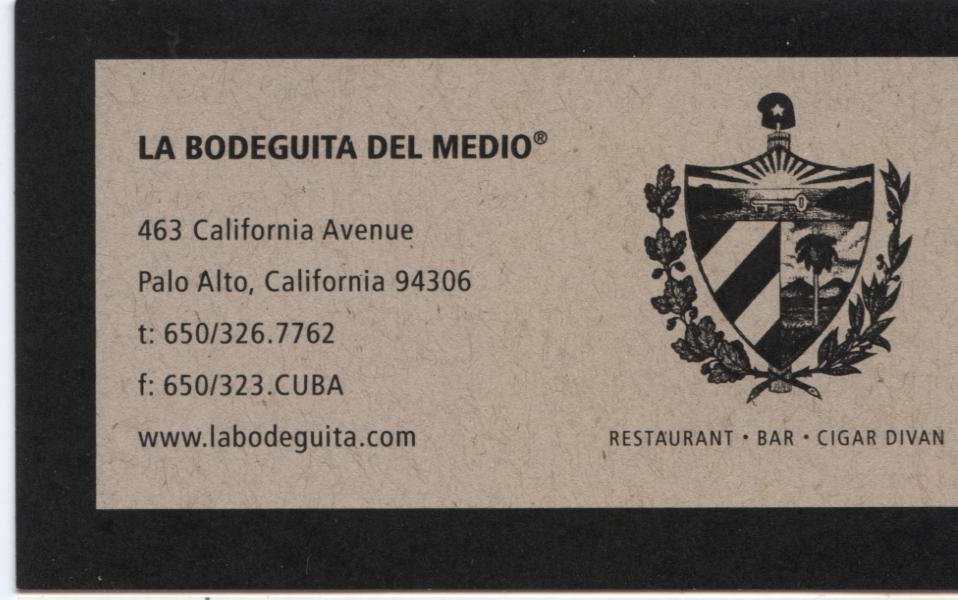 LA BODEGUITA DEL MEDIO®
463 California Avenue
Palo Alto, California 94306
t: 650/326.7762
f: 650/323.CUBA
www.labodeguita.com
RESTAURANT • BAR • CIGAR DIVAN